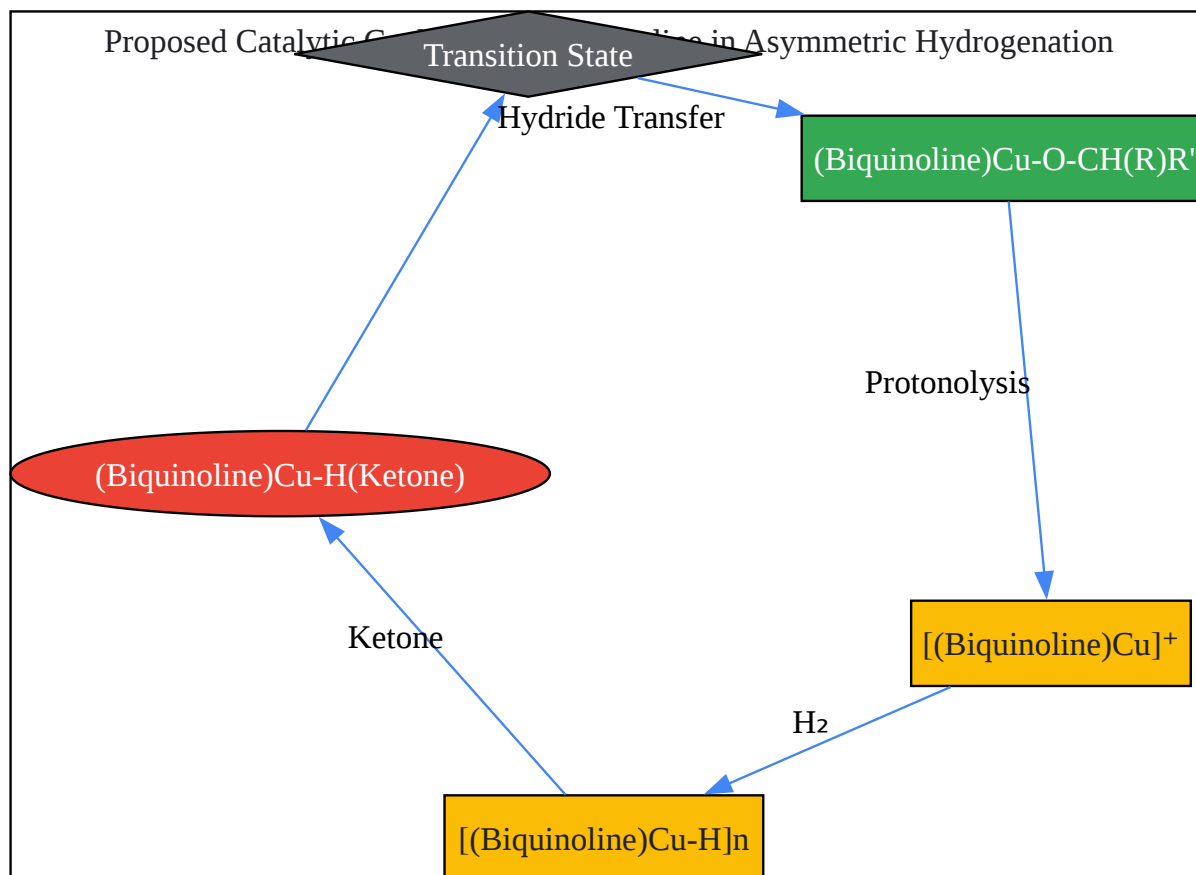 Proposed Catalytic in Asymmetric Hydrogenation
Transition State
Hydride Transfer
(Biquinoline)Cu-O-CH(R)R'
Protonolysis
(Biquinoline)Cu-H(Ketone)
Ketone
[(Biquinoline)Cu]⁺
H₂
[(Biquinoline)Cu-H]n